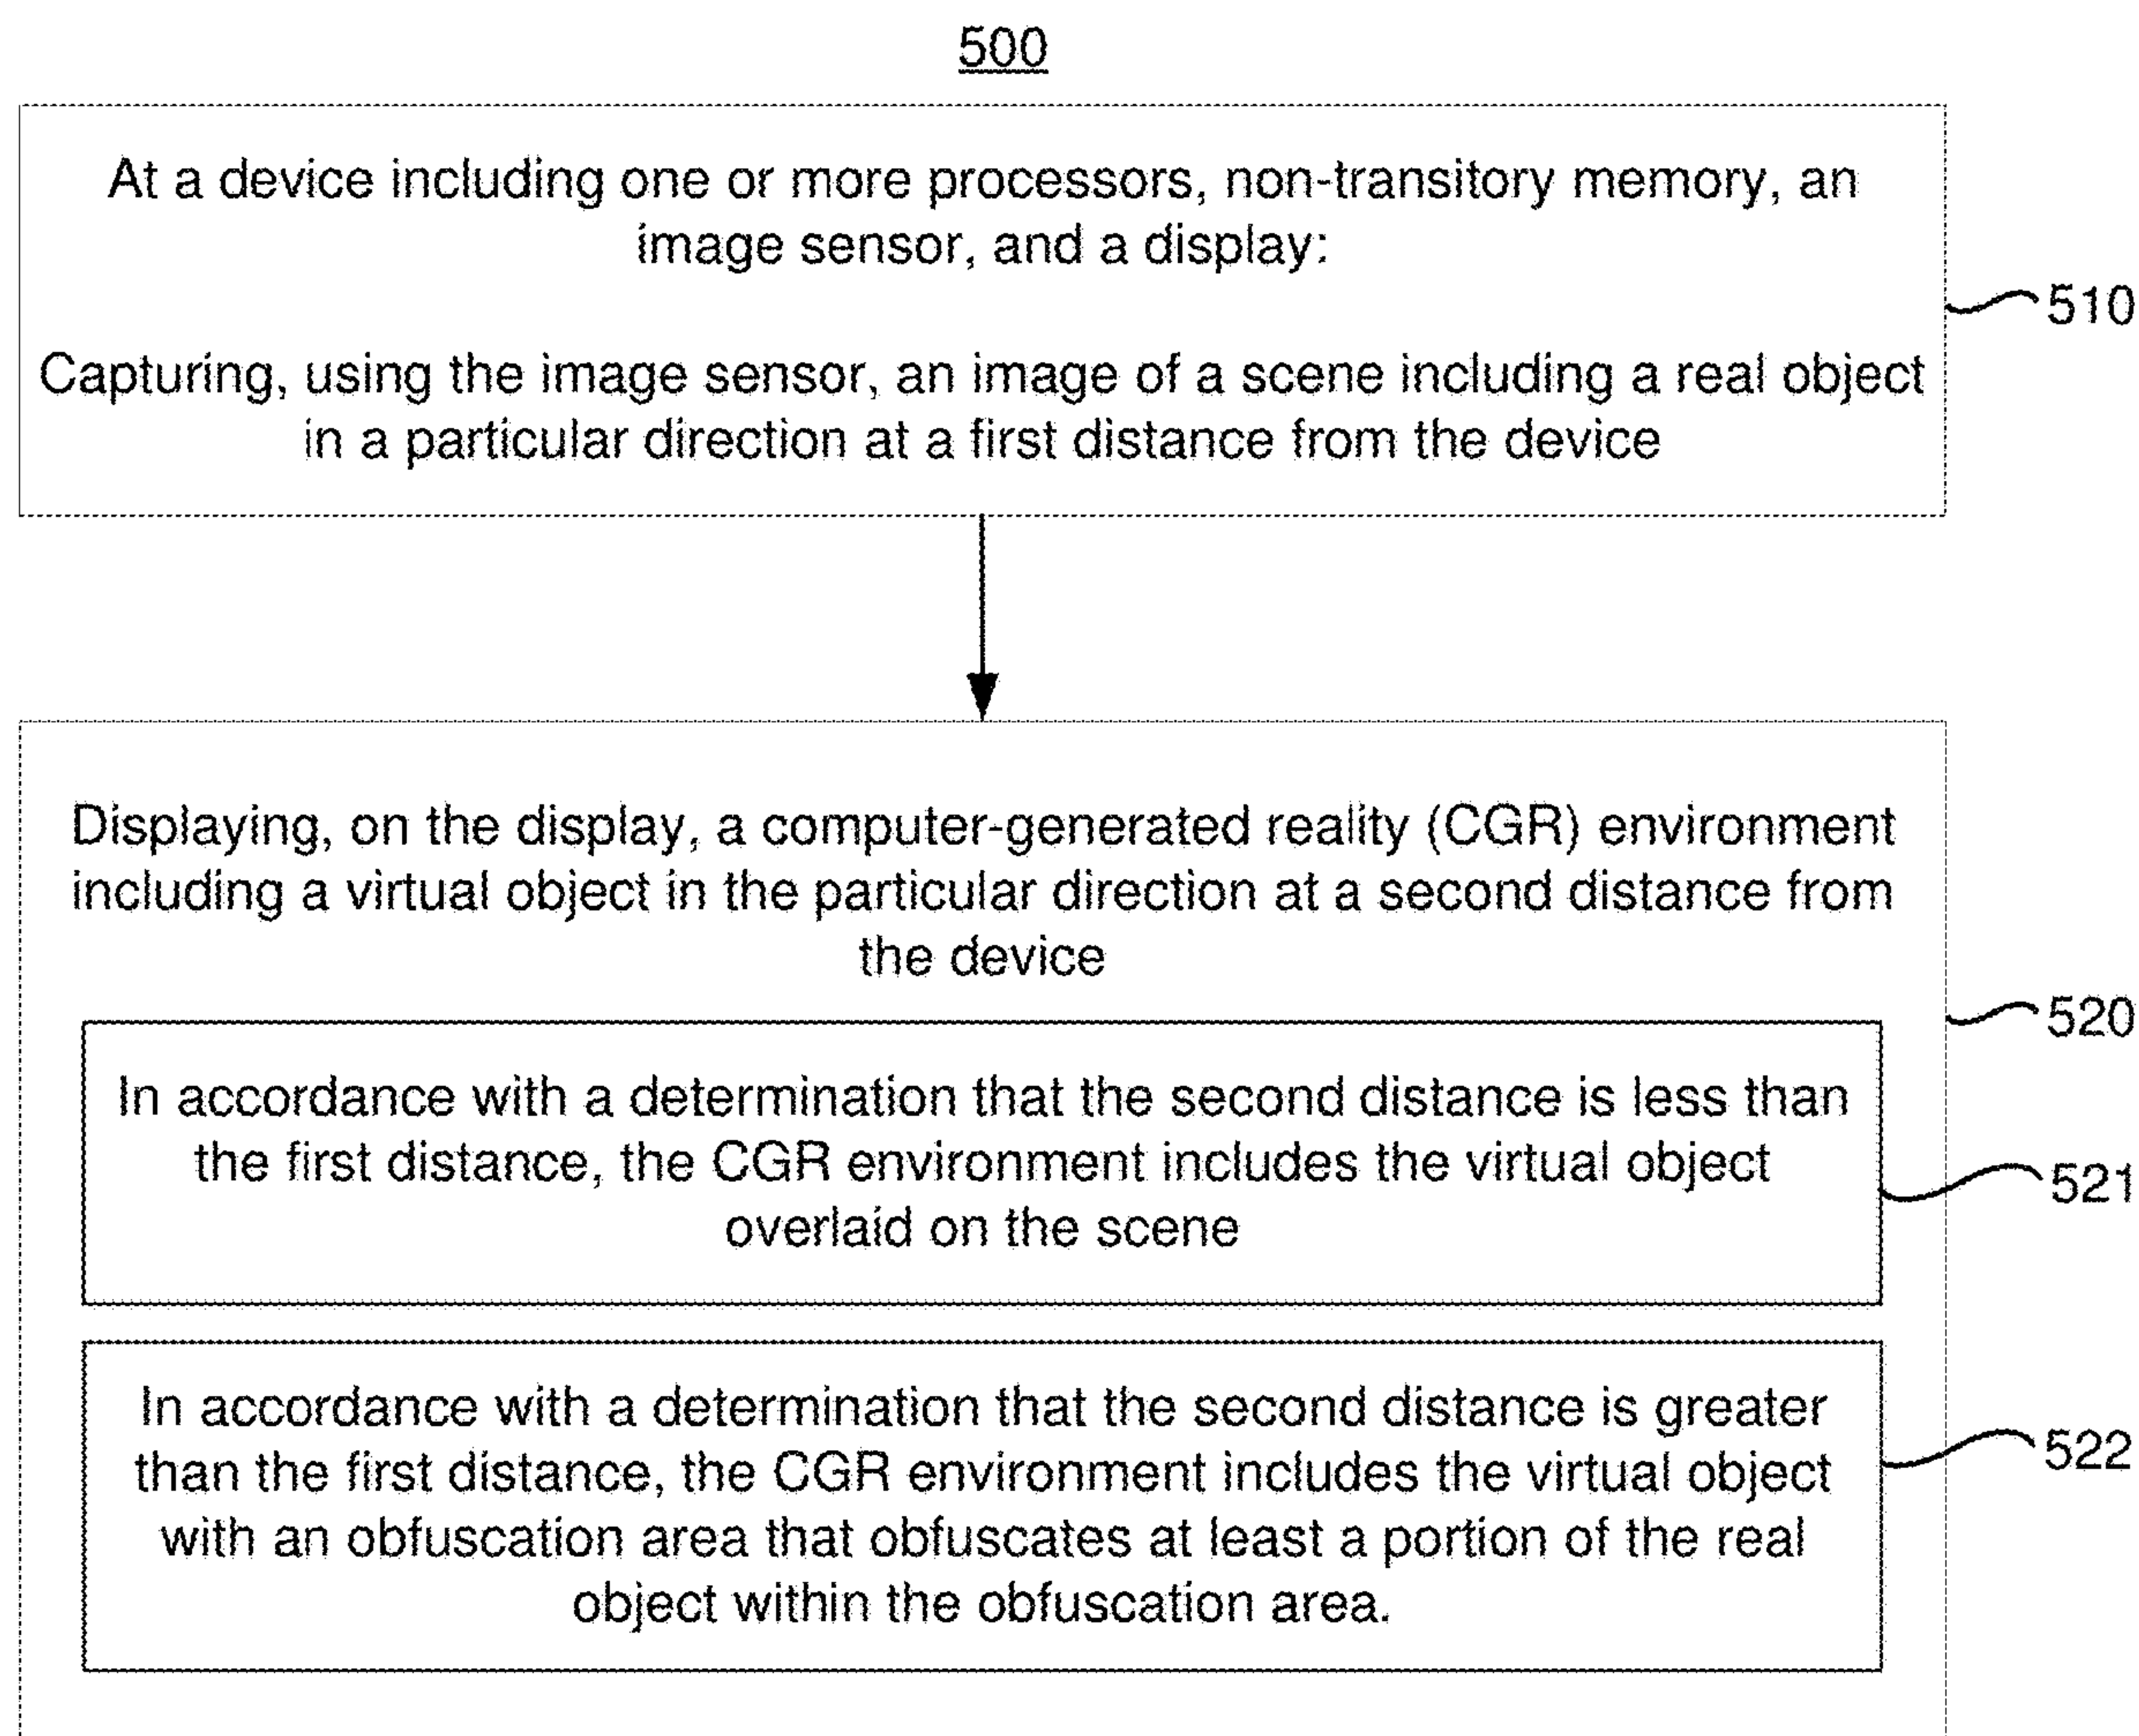 500
At a device including one or more processors, non-transitory memory, an
image sensor, and a display:
Capturing, using the image sensor, an image of a scene including a real object
in a particular direction at a first distance from the device
510
Displaying, on the display, a computer-generated reality (CGR) environment
including a virtual object in the particular direction at a second distance from
the device
520
In accordance with a determination that the second distance is less than
the first distance, the CGR environment includes the virtual object
overlaid on the scene
521
In accordance with a determination that the second distance is greater
than the first distance, the CGR environment includes the virtual object
with an obfuscation area that obfuscates at least a portion of the real
object within the obfuscation area.
522